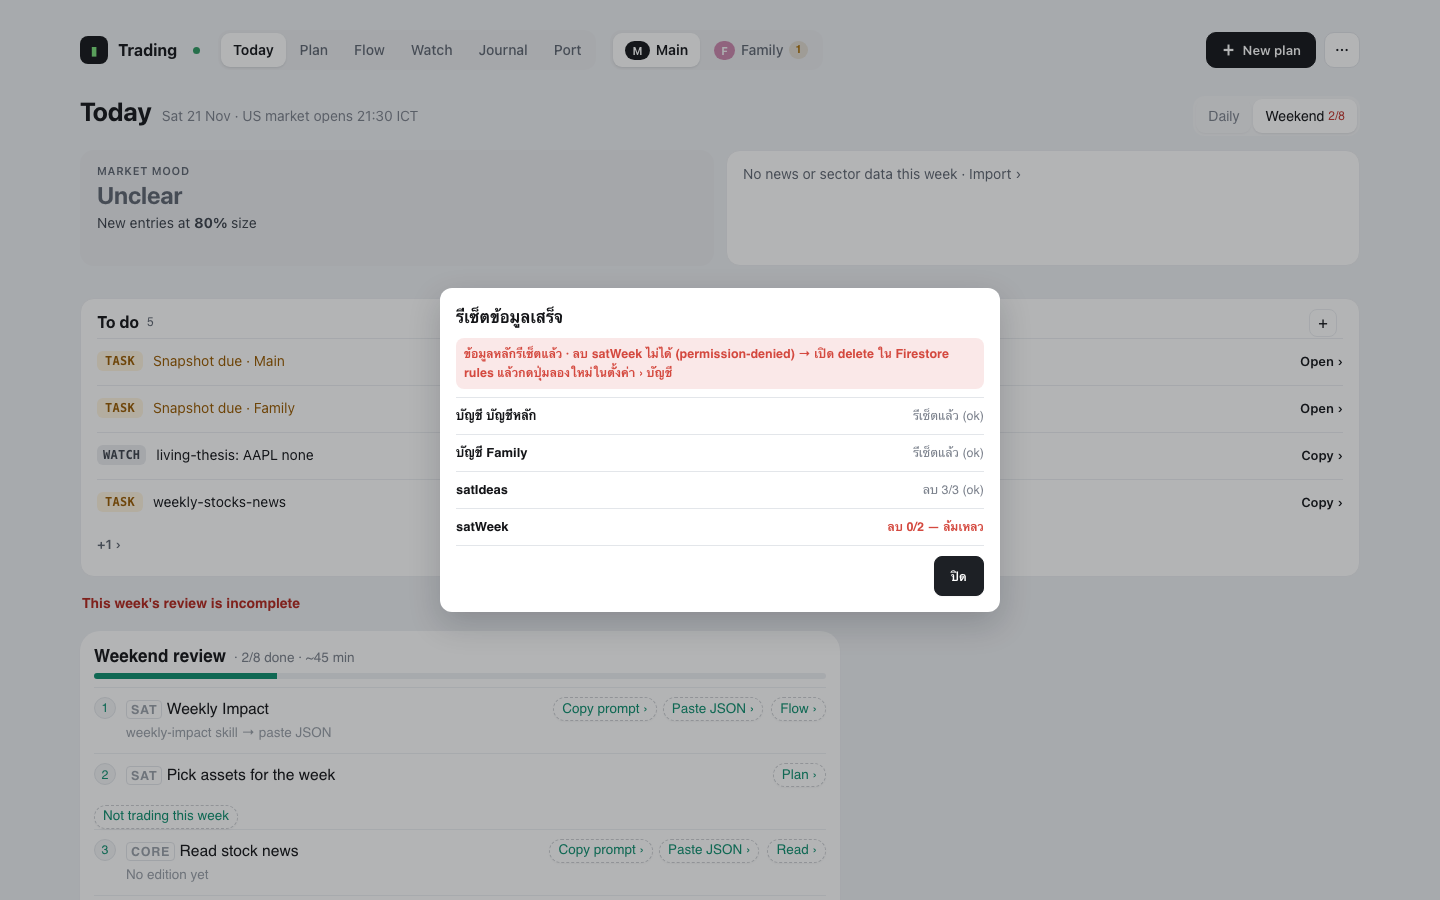 Trading
Today
Plan
Flow
Watch
Journal
Port
M Main
F Family 1
+ New plan
···
Today
Sat 21 Nov · US market opens 21:30 ICT
Daily
Weekend 2/8
MARKET MOOD
Unclear
New entries at 80% size
No news or sector data this week · Import ›
To do 5
+
TASK Snapshot due · Main
Open ›
TASK Snapshot due · Family
Open ›
WATCH living-thesis: AAPL none
Copy ›
TASK weekly-stocks-news
Copy ›
+1 ›
รีเซ็ตข้อมูลเสร็จ
ข้อมูลหลักรีเซ็ตแล้ว · ลบ satWeek ไม่ได้ (permission-denied) → เปิด delete ใน Firestore
rules แล้วกดปุ่มลองใหม่ในตั้งค่า › บัญชี
บัญชี บัญชีหลัก
รีเซ็ตแล้ว (ok)
บัญชี Family
รีเซ็ตแล้ว (ok)
satIdeas
ลบ 3/3 (ok)
satWeek
ลบ 0/2 — ล้มเหลว
ปิด
This week's review is incomplete
Weekend review · 2/8 done · ~45 min
1 SAT Weekly Impact
Copy prompt ›
Paste JSON ›
Flow ›
weekly-impact skill → paste JSON
2 SAT Pick assets for the week
Plan ›
Not trading this week
3 CORE Read stock news
Copy prompt ›
Paste JSON ›
Read ›
No edition yet